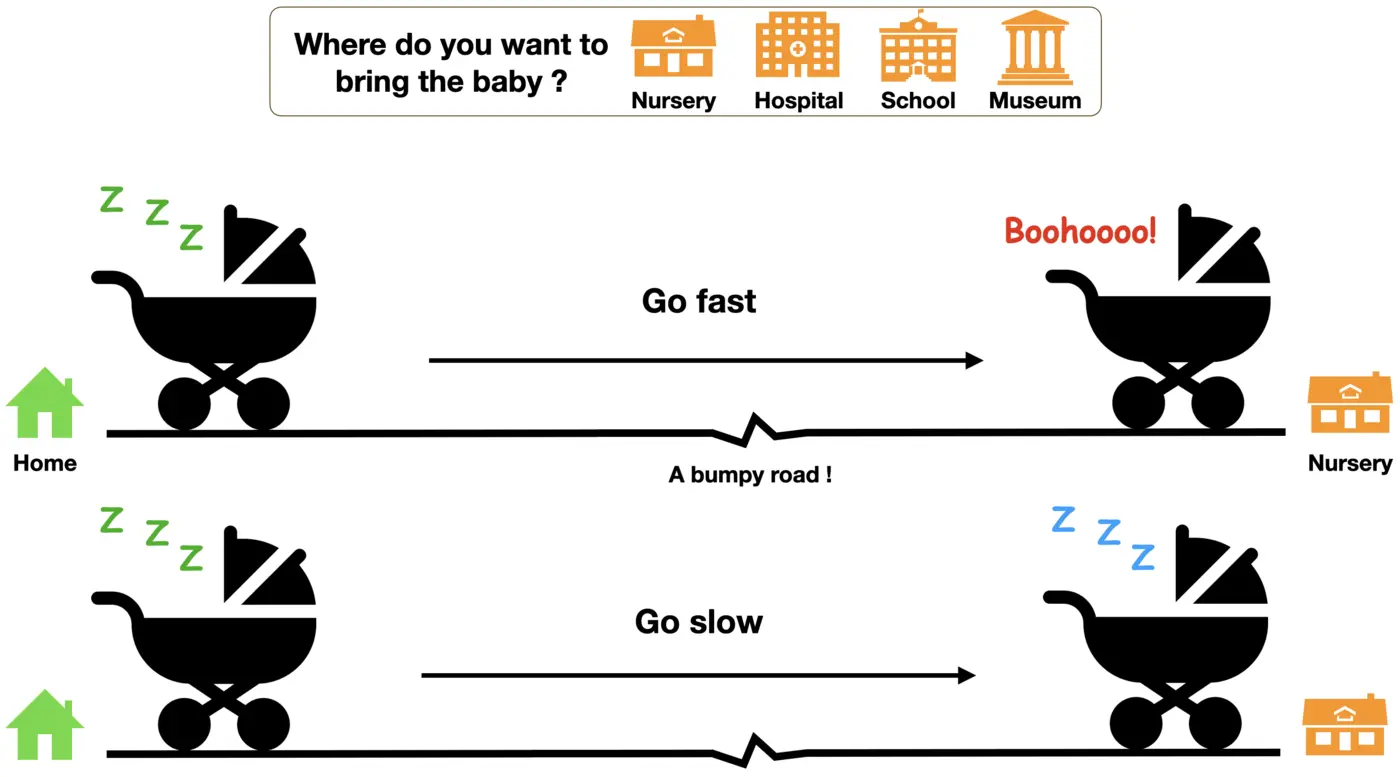 Where do you want to
bring the baby ?
Nursery Hospital School Museum
z z z
Boohoooo!
Go fast
Home
A bumpy road !
Nursery
z z z
z z z
Go slow